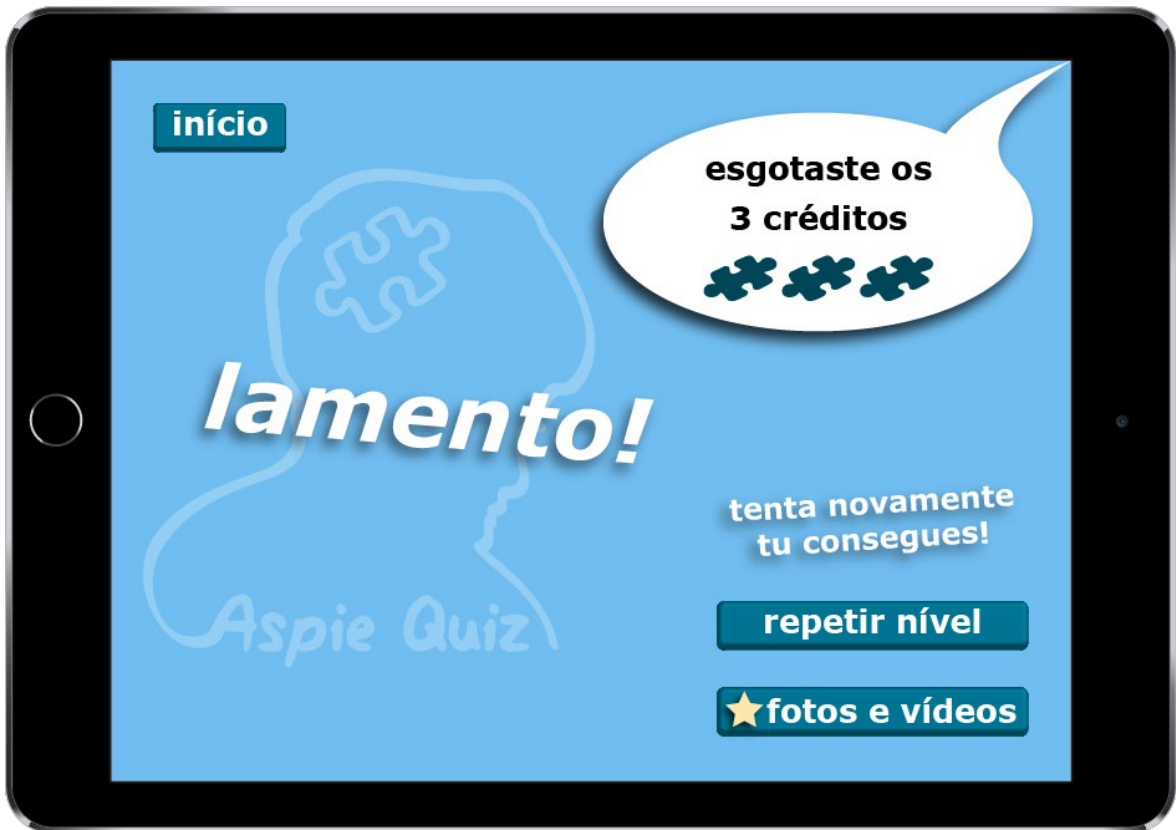 início
esgotaste os
3 créditos
lamento!
tenta novamente
tu consegues!
Aspie Quiz
repetir nível
fotos e vídeos